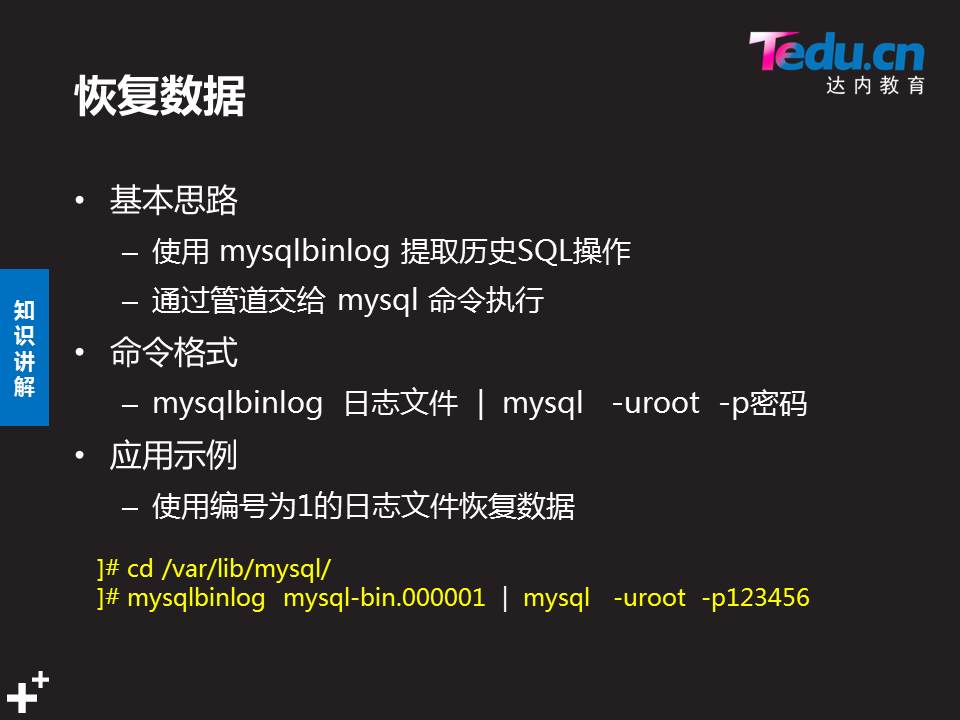 Tedu.cn
达内教育
恢复数据
• 基本思路
– 使用 mysqlbinlog 提取历史SQL操作
– 通过管道交给 mysql 命令执行
• 命令格式
– mysqlbinlog 日志文件 | mysql -uroot -p密码
• 应用示例
– 使用编号为1的日志文件恢复数据
知识讲解
]# cd /var/lib/mysql/
]# mysqlbinlog mysql-bin.000001 | mysql -uroot -p123456